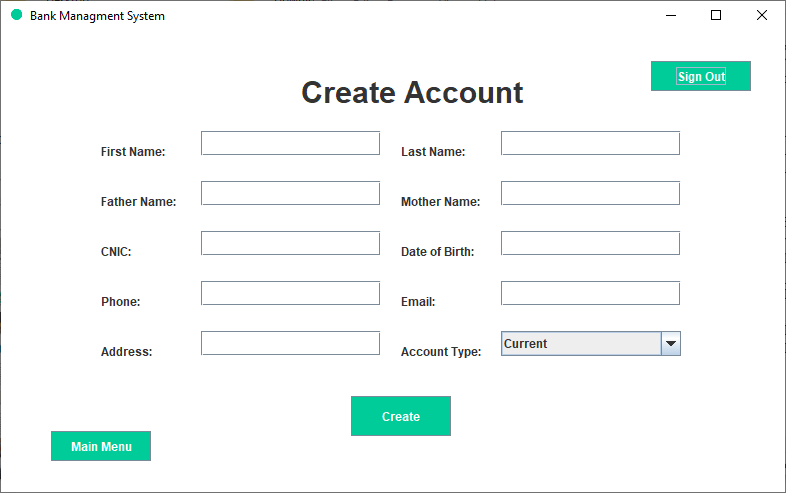 Bank Managment System
Sign Out
Create Account
First Name:
Last Name:
Father Name:
Mother Name:
CNIC:
Date of Birth:
Phone:
Email:
Address:
Account Type:
Current
Create
Main Menu